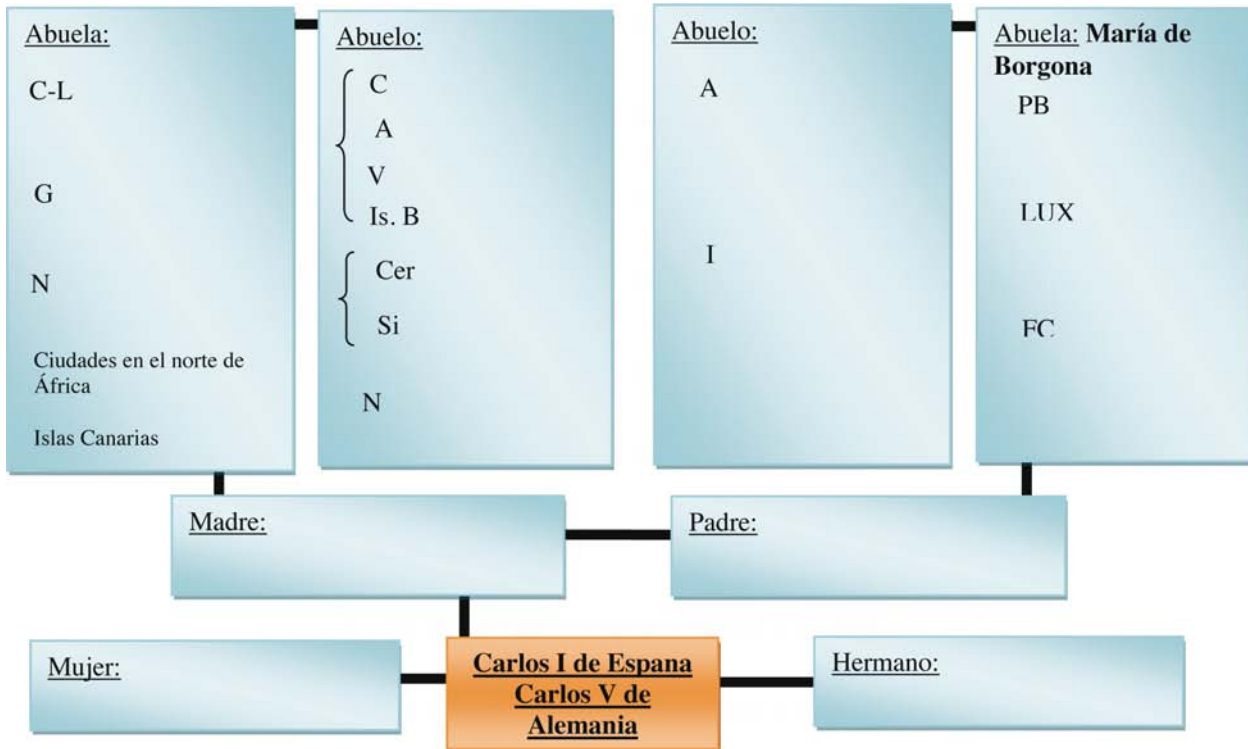 Abuela:
C-L
G
N
Ciudades en el norte de
África
Islas Canarias
Abuelo:
C
A
V
Is. B
Cer
Si
N
Abuelo:
A
I
Abuela: María de
Borgona
PB
LUX
FC
Madre:
Padre:
Mujer:
Carlos I de Espana
Carlos V de
Alemania
Hermano: